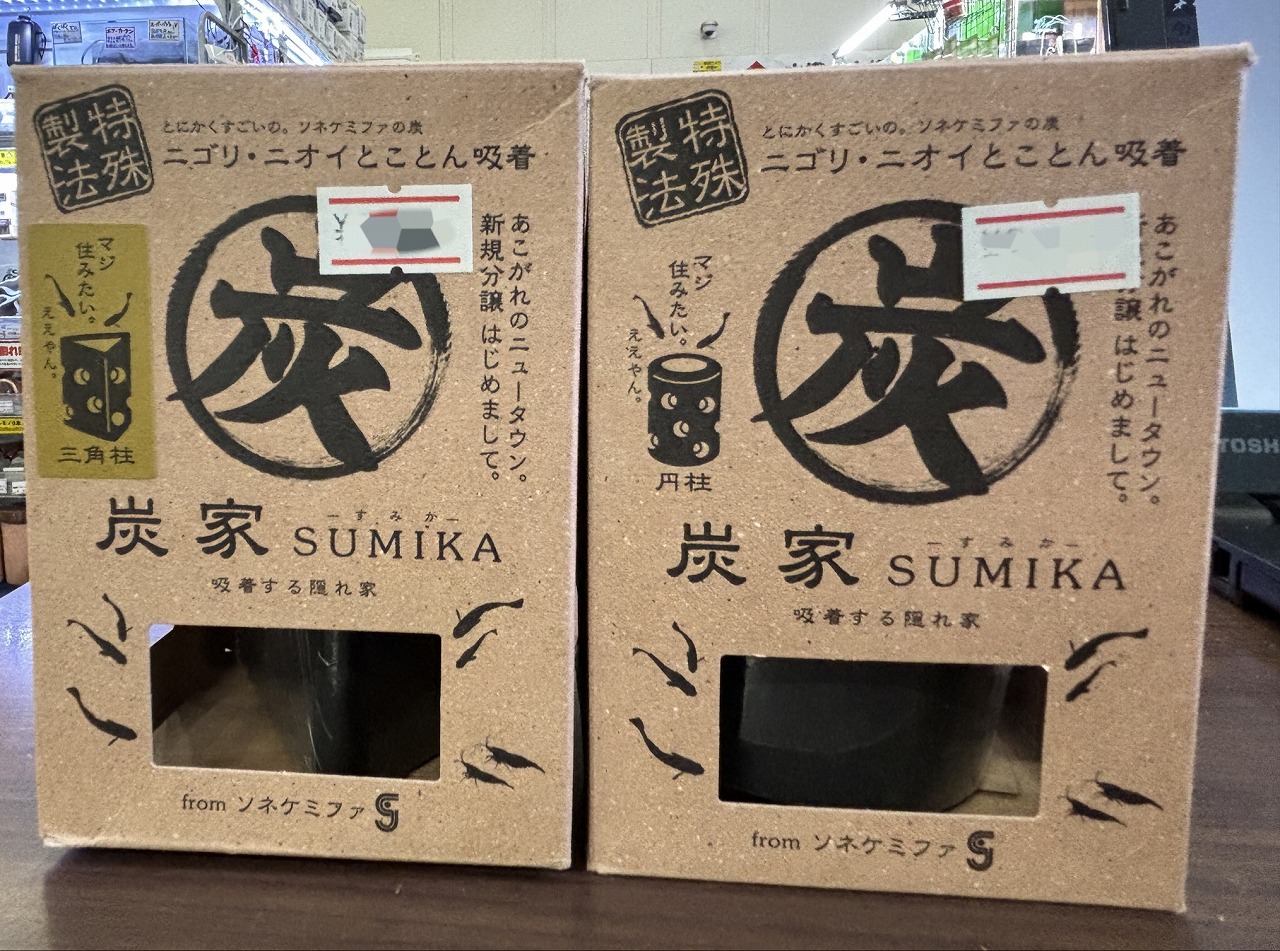 特殊
製法
とにかくすごいの。ソネケミファの炭
ニゴリ・ニオイとことん吸着
¥
炭
あこがれのニュータウン。
新規分譲はじめまして。
マジ
住みたい。
ええやん。
三角柱
ーすみかー
炭家 SUMIKA
吸着する隠れ家
from ソネケミファ
特殊
製法
とにかくすごいの。ソネケミファの炭
ニゴリ・ニオイとことん吸着
炭
あこがれのニュータウン。
譲はじめまして。
マジ
住みたい。
ええやん。
円柱
ーすみかー
炭家 SUMIKA
吸着する隠れ家
from ソネケミファ
TOSH